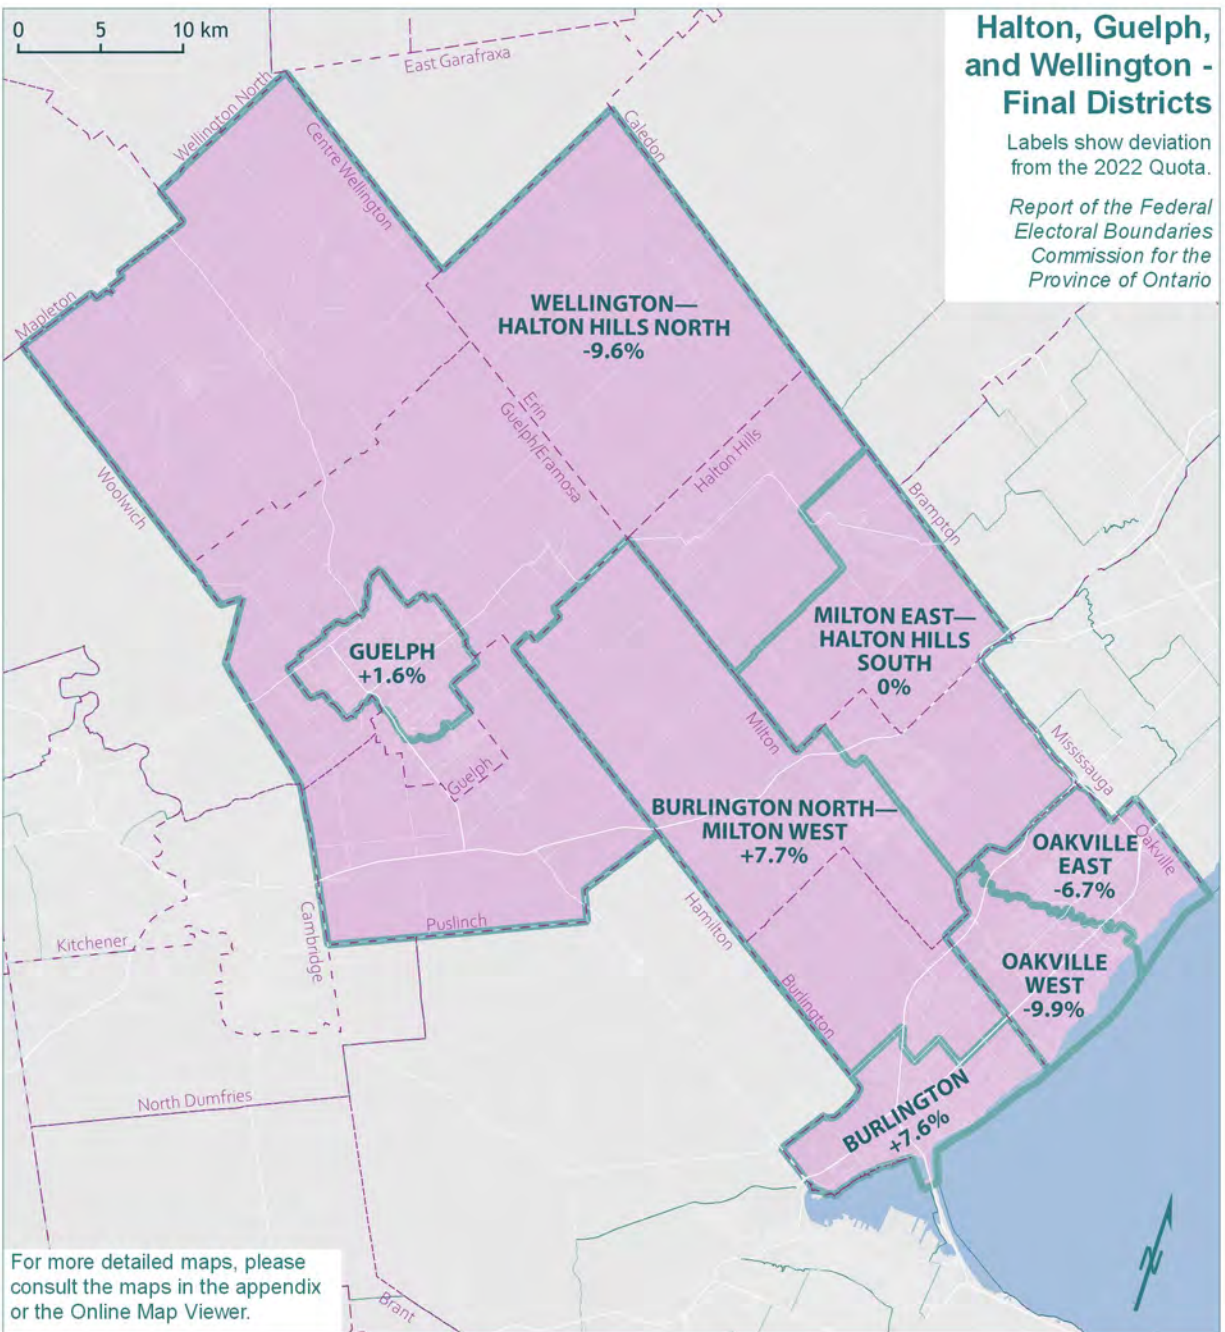 0 5 10 km
Halton, Guelph,
and Wellington -
Final Districts
Labels show deviation
from the 2022 Quota.
Report of the Federal
Electoral Boundaries
Commission for the
Province of Ontario
East Garafraxa
Wellington North
Centre Wellington
Caledon
Mapleton
WELLINGTON—
HALTON HILLS NORTH
-9.6%
Erin
Guelph/Eramosa
Halton Hills
Woolwich
Brampton
GUELPH
+1.6%
MILTON EAST—
HALTON HILLS
SOUTH
0%
Milton
Mississauga
Guelph
BURLINGTON NORTH—
MILTON WEST
+7.7%
Oakville
OAKVILLE
EAST
-6.7%
Hamilton
Puslinch
Cambridge
Kitchener
OAKVILLE
WEST
-9.9%
Burlington
BURLINGTON
+7.6%
North Dumfries
N
For more detailed maps, please
consult the maps in the appendix
or the Online Map Viewer.
Brant